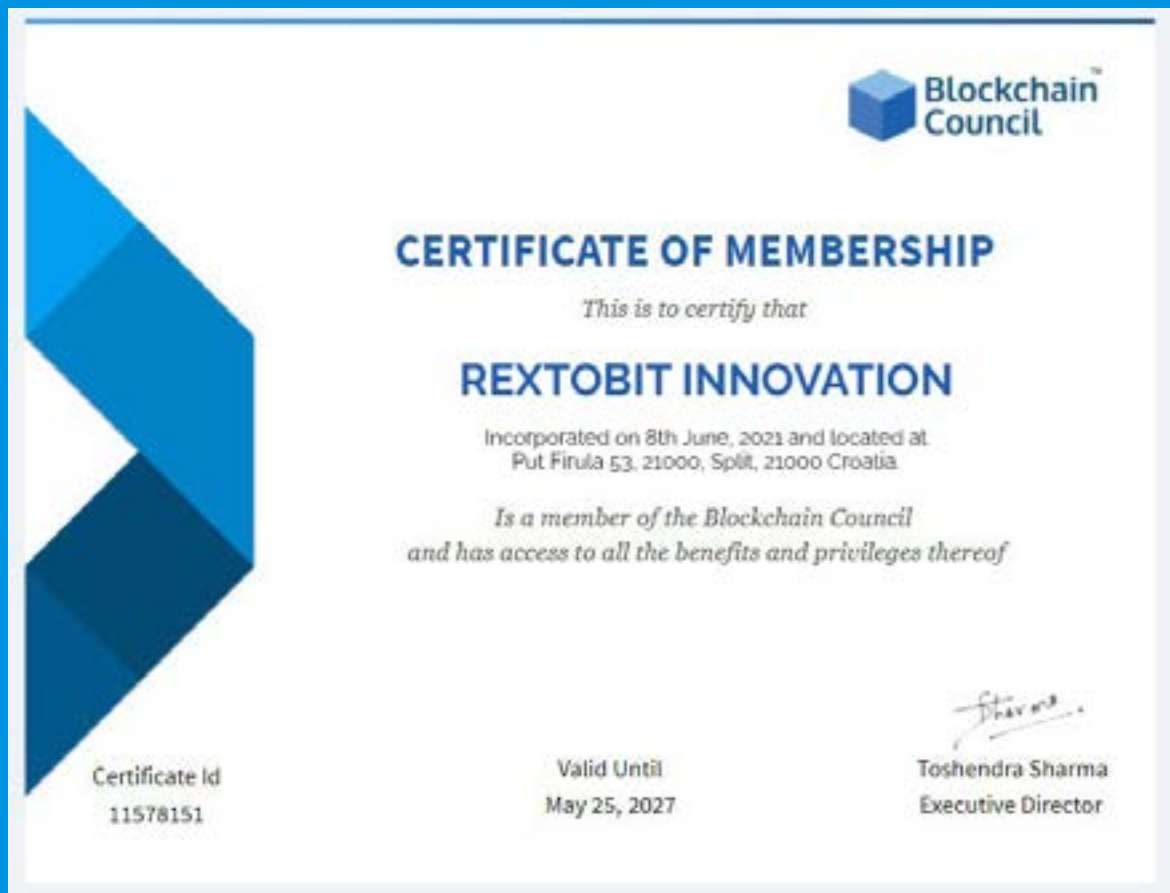 Blockchain™
Council
CERTIFICATE OF MEMBERSHIP
This is to certify that
REXTOBIT INNOVATION
Incorporated on 8th June, 2021 and located at
Put Firula 53, 21000, Split, 21000 Croatia
Is a member of the Blockchain Council
and has access to all the benefits and privileges thereof
Sharma
Certificate Id
11578151
Valid Until
May 25, 2027
Toshendra Sharma
Executive Director